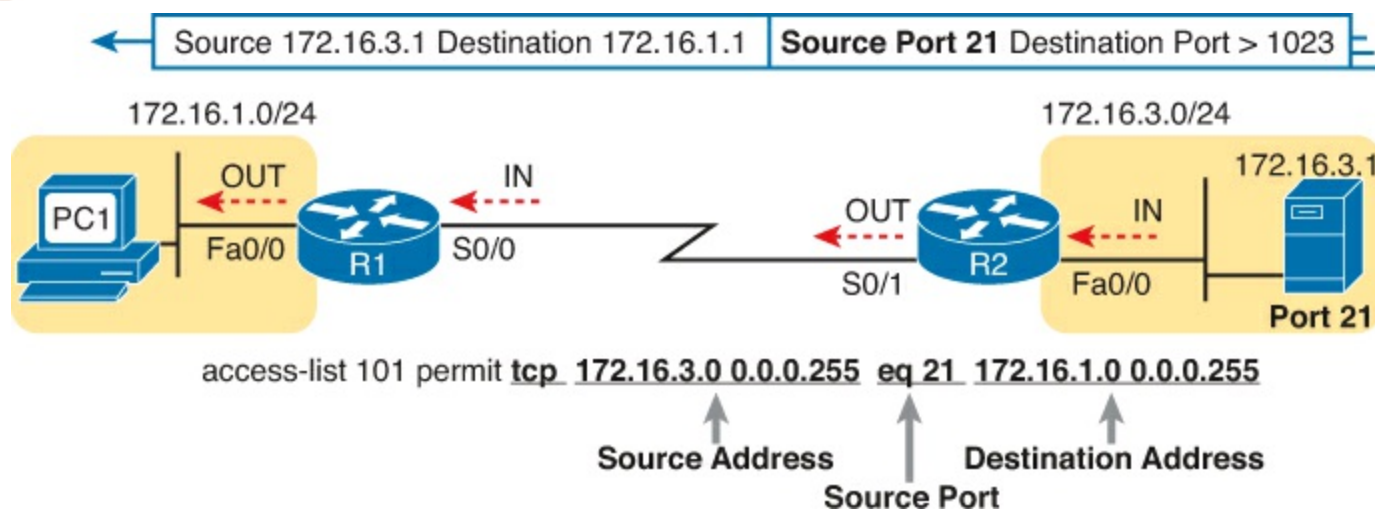 Source 172.16.3.1 Destination 172.16.1.1 Source Port 21 Destination Port > 1023
172.16.1.0/24 172.16.3.0/24
172.16.3.1
OUT IN OUT IN
PC1
Fa0/0 R1 S0/0 S0/1 R2 Fa0/0
Port 21
access-list 101 permit tcp 172.16.3.0 0.0.0.255 eq 21 172.16.1.0 0.0.0.255
Source Address Destination Address
Source Port